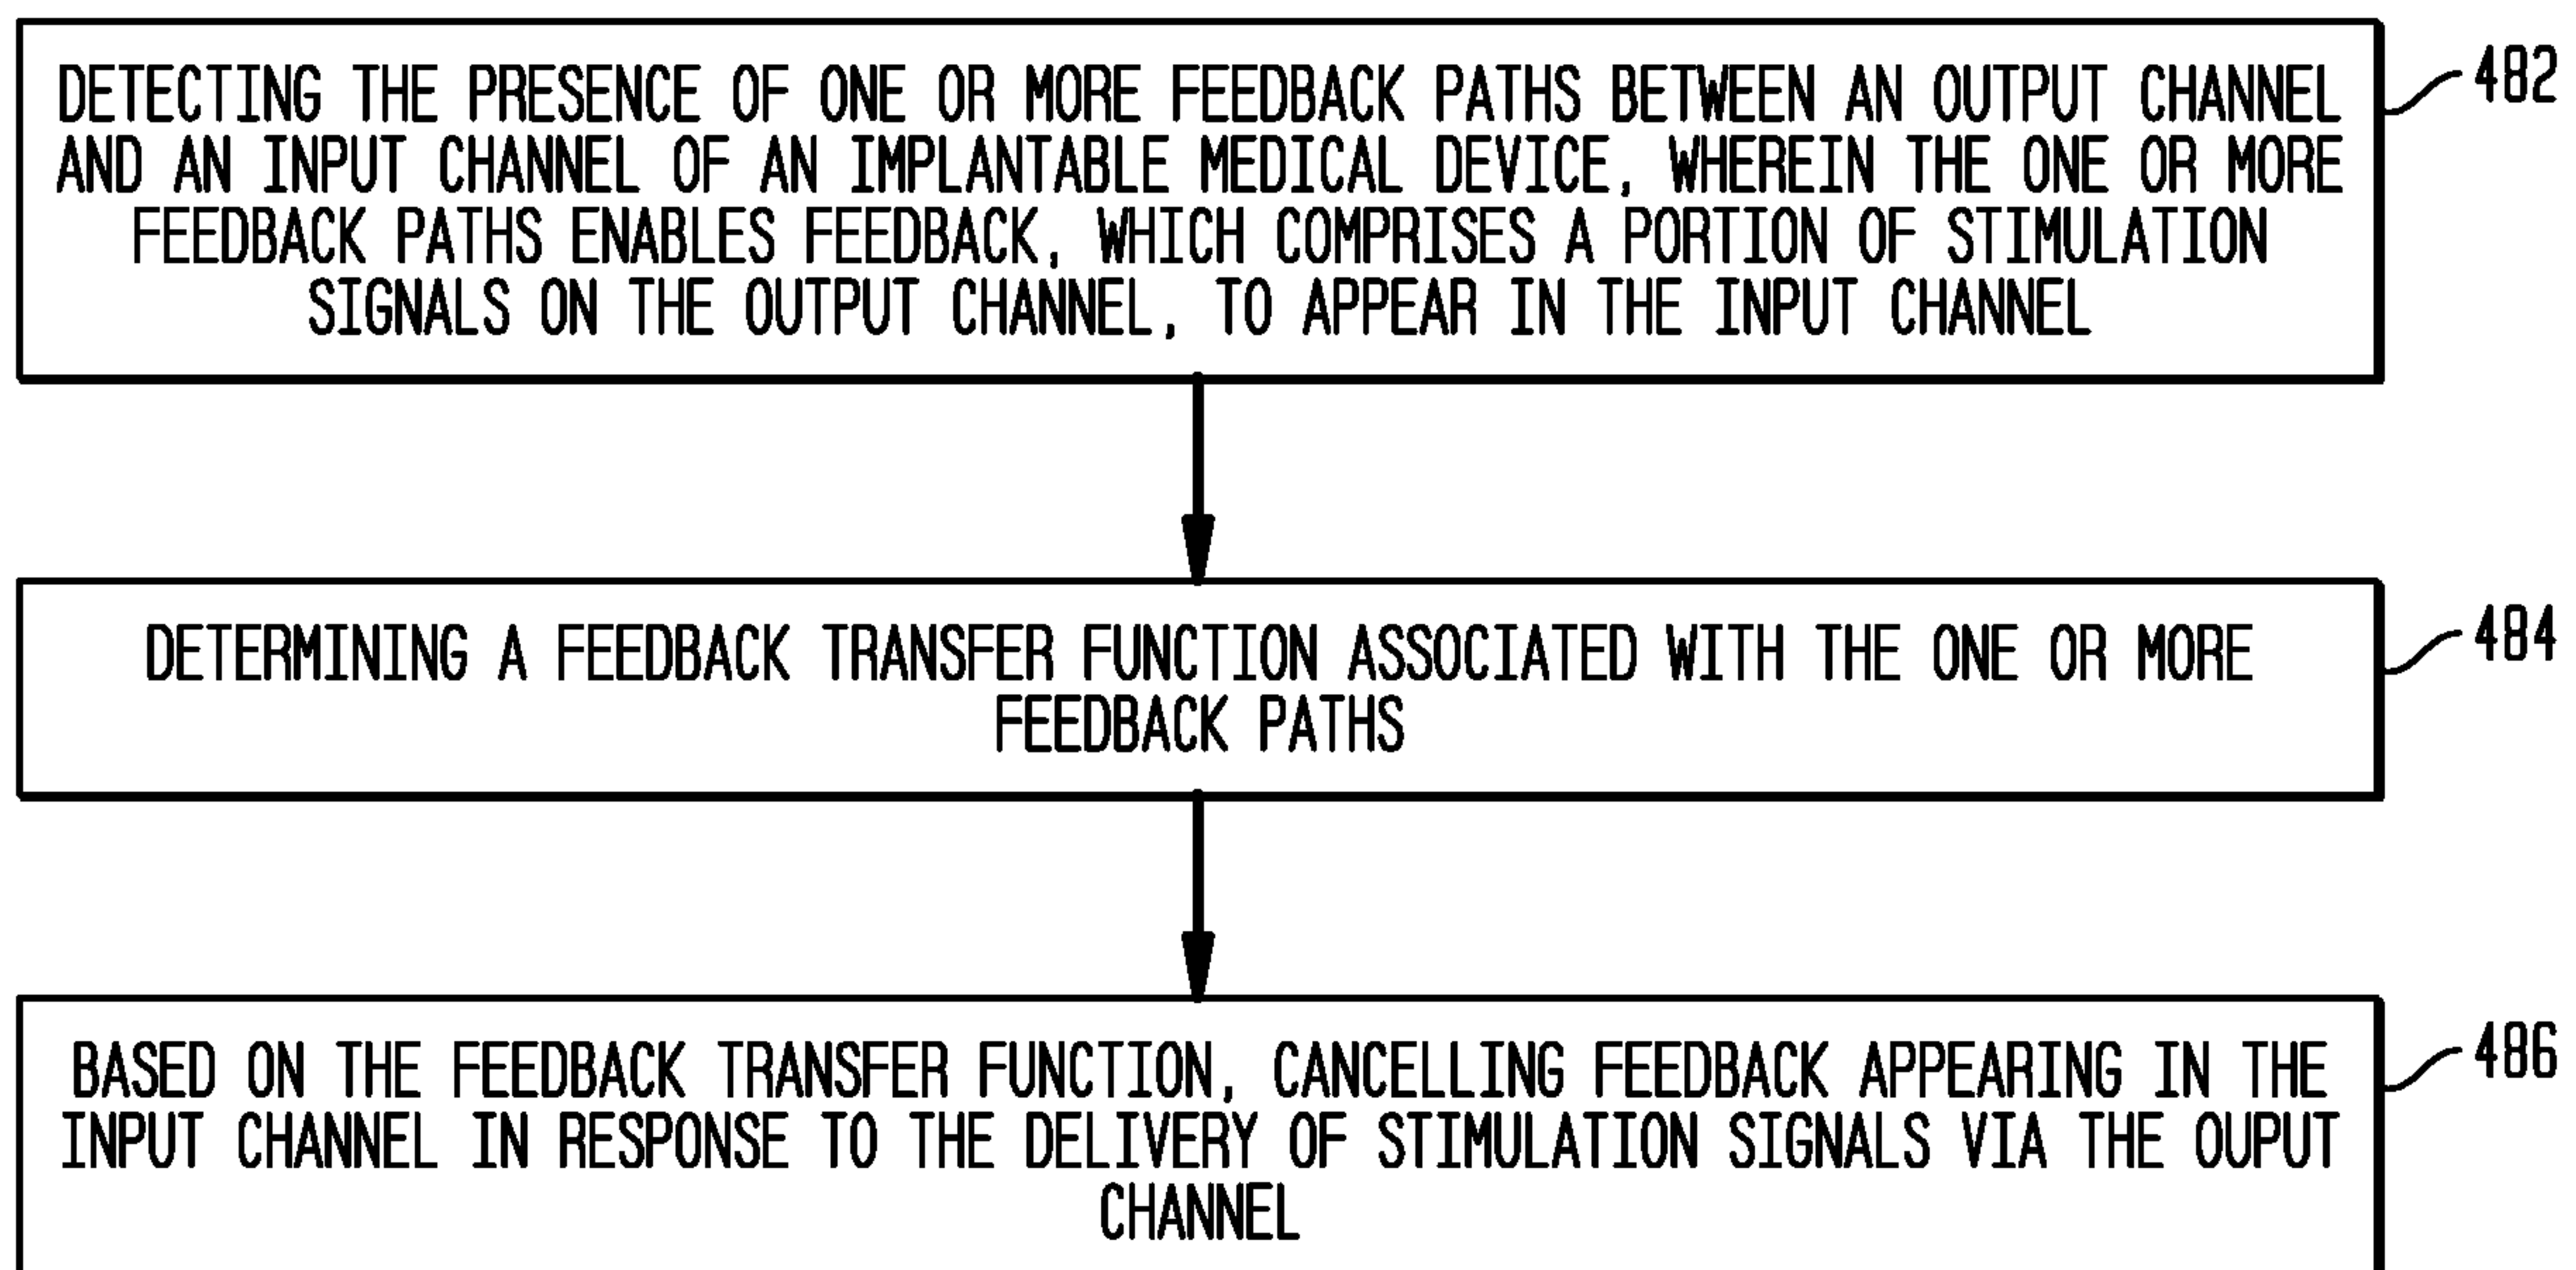 DETECTING THE PRESENCE OF ONE OR MORE FEEDBACK PATHS BETWEEN AN OUTPUT CHANNEL
AND AN INPUT CHANNEL OF AN IMPLANTABLE MEDICAL DEVICE, WHEREIN THE ONE OR MORE
FEEDBACK PATHS ENABLES FEEDBACK, WHICH COMPRISES A PORTION OF STIMULATION
SIGNALS ON THE OUTPUT CHANNEL, TO APPEAR IN THE INPUT CHANNEL
482
DETERMINING A FEEDBACK TRANSFER FUNCTION ASSOCIATED WITH THE ONE OR MORE
FEEDBACK PATHS
484
BASED ON THE FEEDBACK TRANSFER FUNCTION, CANCELLING FEEDBACK APPEARING IN THE
INPUT CHANNEL IN RESPONSE TO THE DELIVERY OF STIMULATION SIGNALS VIA THE OUPUT
CHANNEL
486